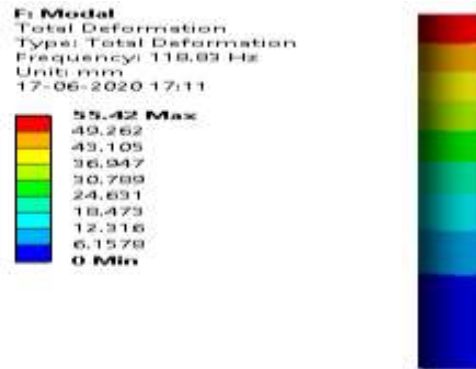 F: Modal
Total Deformation
Type: Total Deformation
Frequency: 118.83 Hz
Unit: mm
17-06-2020 17:11
55.42 Max
49.262
43.105
36.947
30.789
24.631
18.473
12.316
6.1578
0 Min